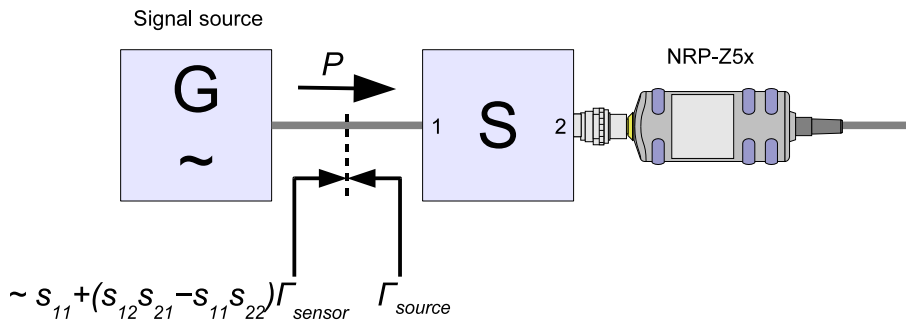 Signal source
NRP-Z5x
P
G
~
1
S
2
~ s11+(s12s21−s11s22)Γsensor
Γsource